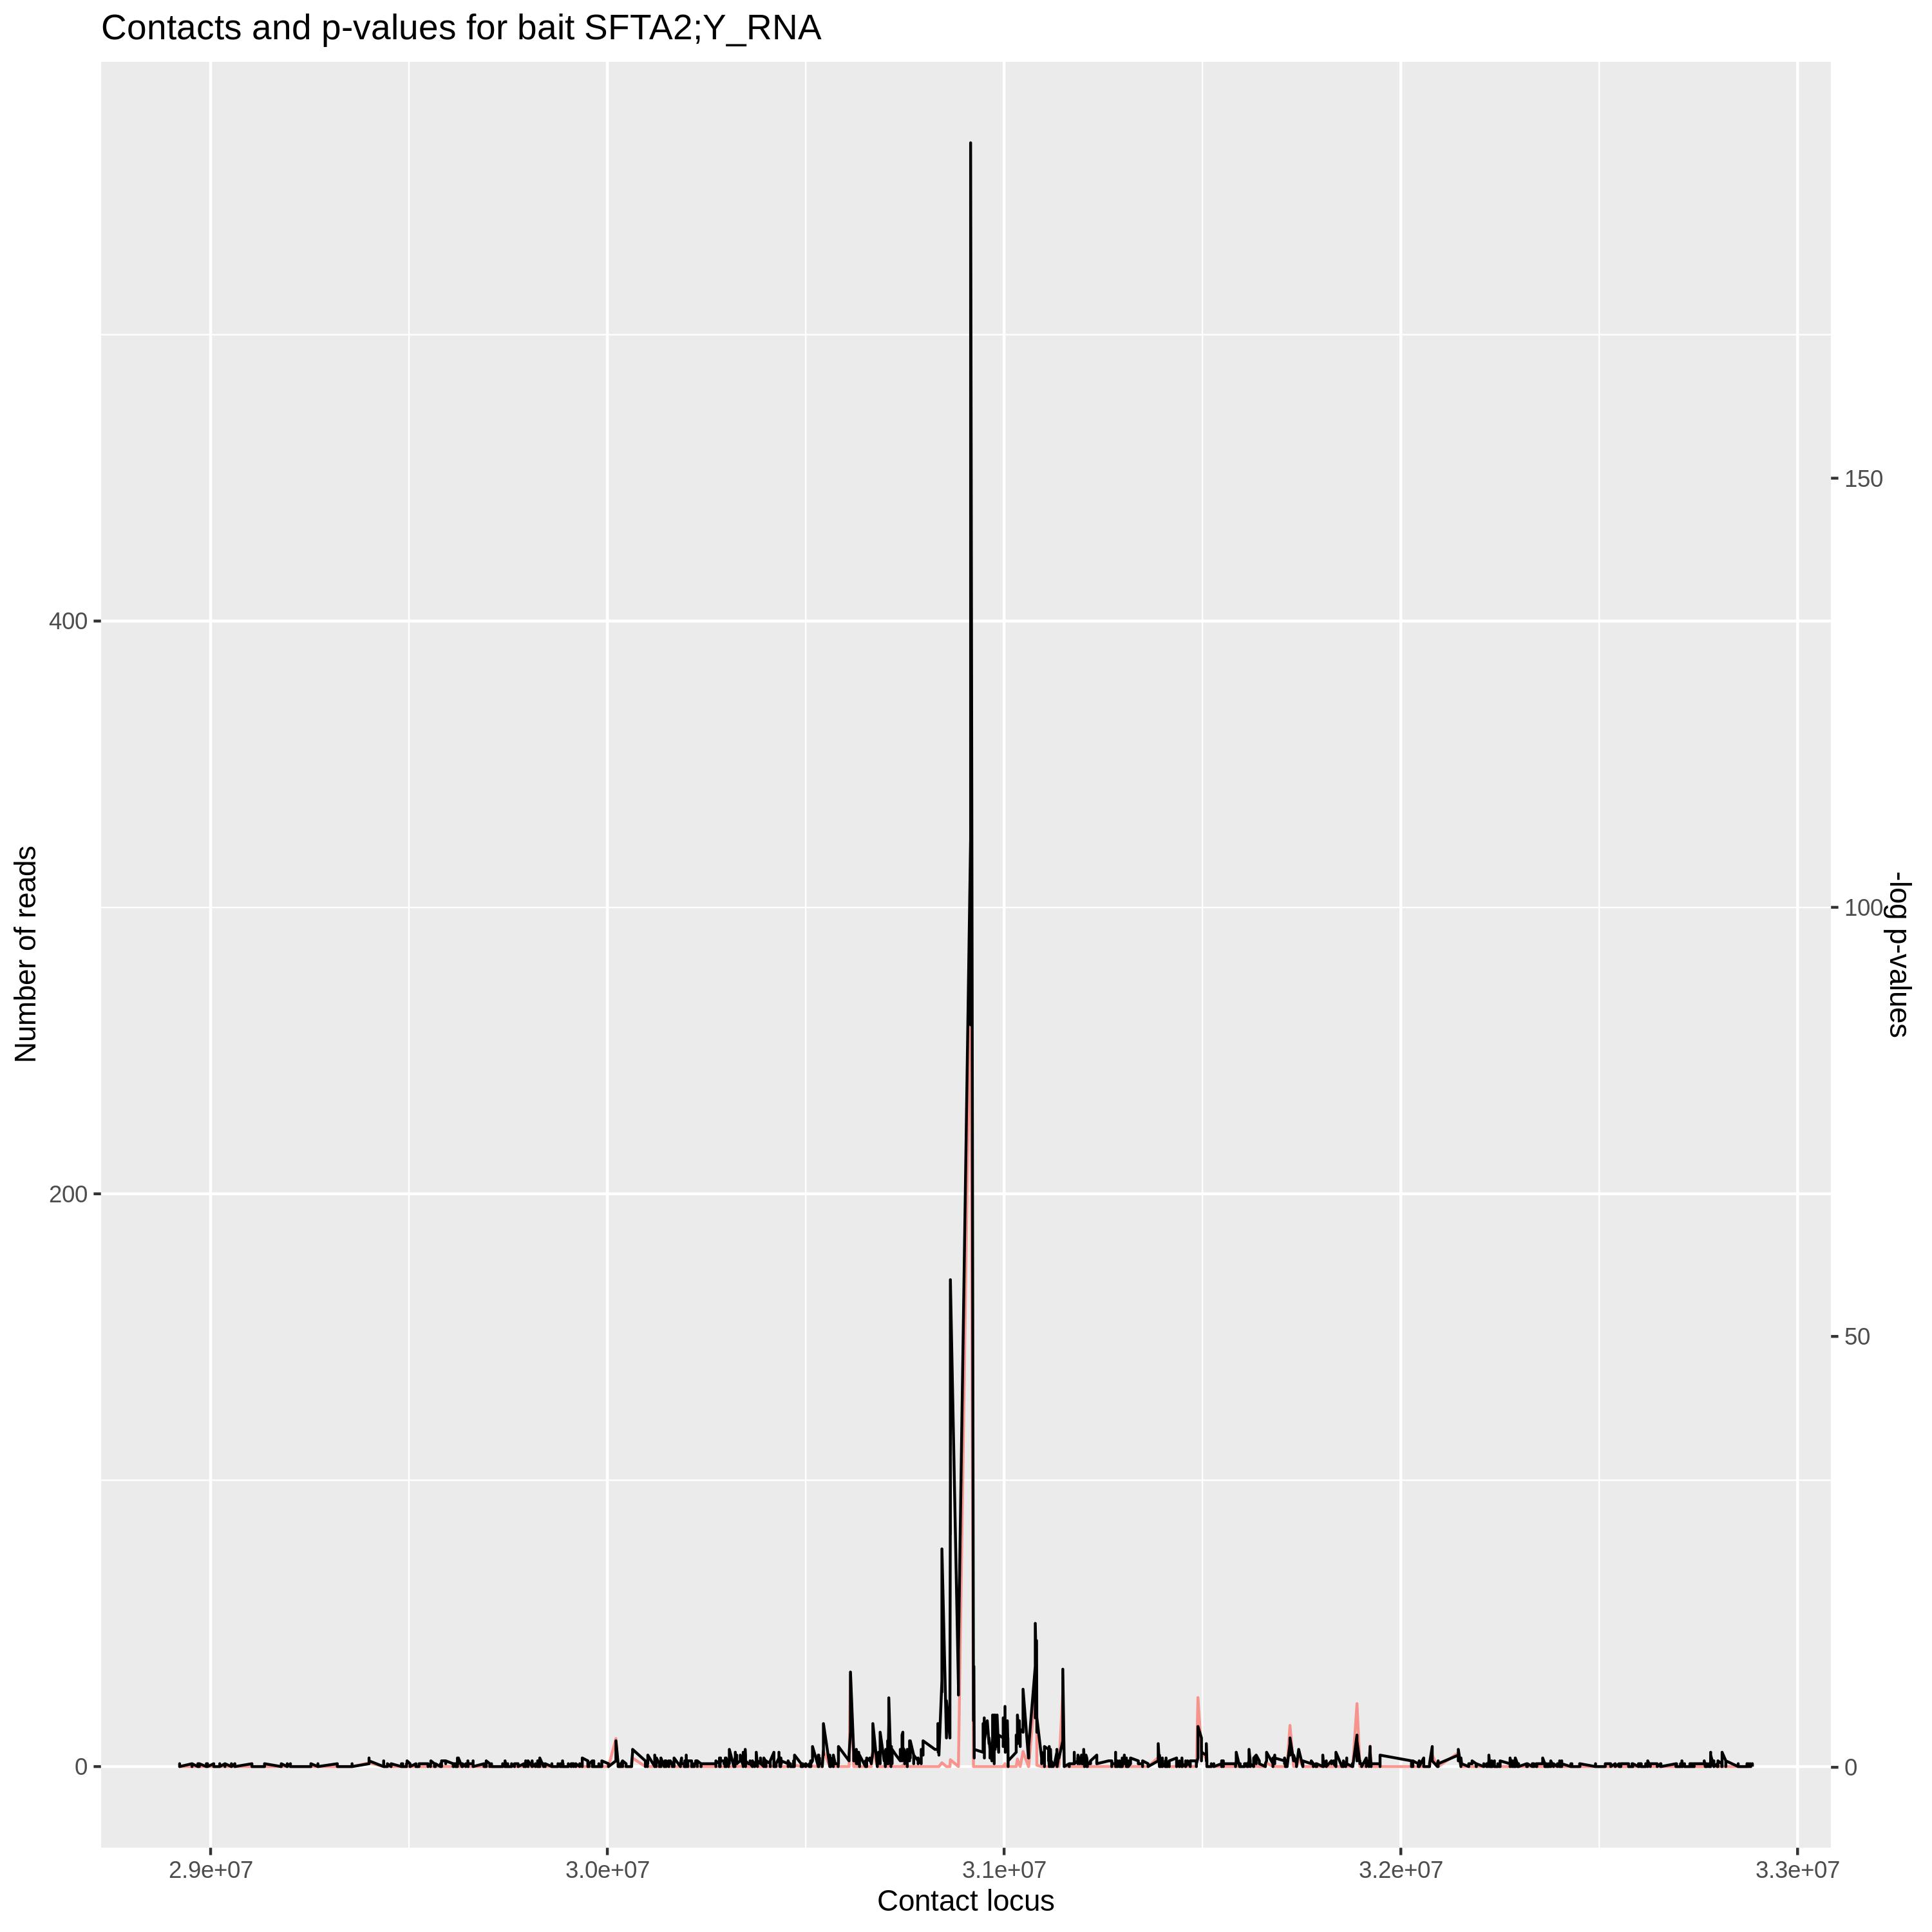 Contacts and p-values for bait SFTA2;Y_RNA
Number of reads
400
200
0
150
100
50
0
-log p-values
2.9e+07 3.0e+07 3.1e+07 3.2e+07 3.3e+07
Contact locus